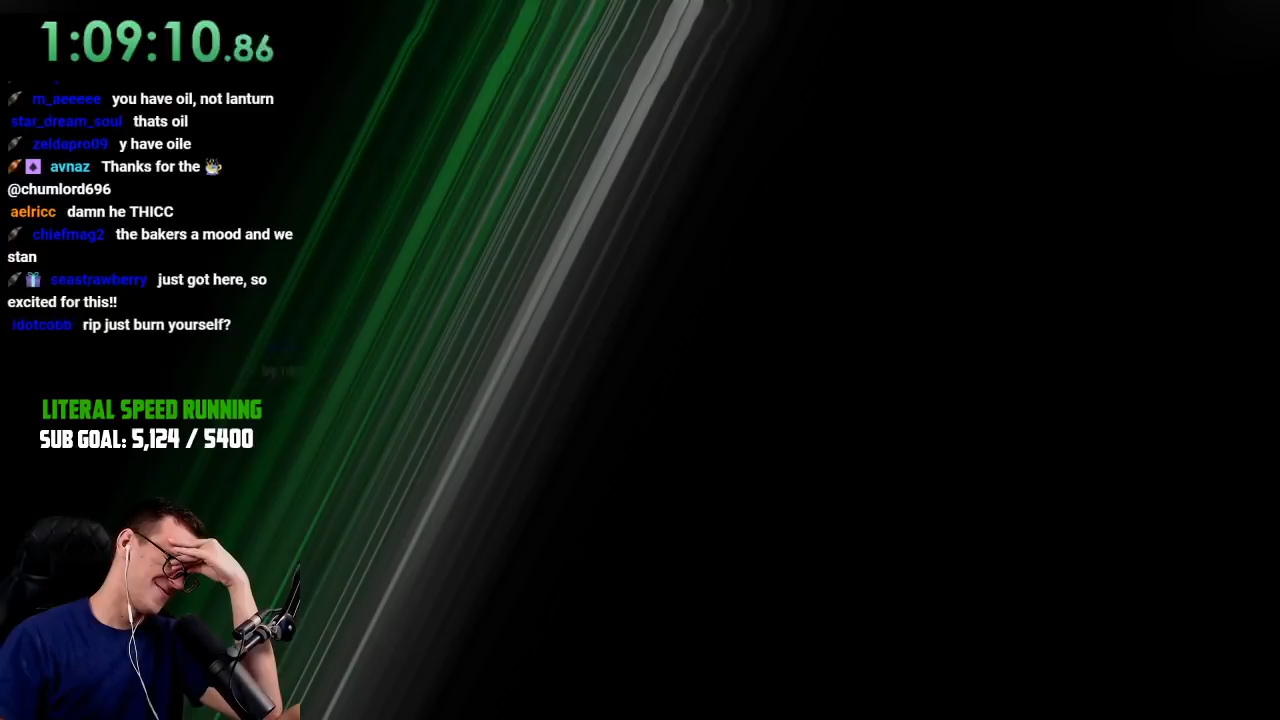 1:09:10.86
m_aeeeee you have oil, not lanturn
star_dream_soul thats oil
zeldapro09 y have oile
avnaz Thanks for the
@chumlord696
aelricc damn he THICC
chiefmag2 the bakers a mood and we
stan
seastrawberry just got here, so
excited for this!!
idotcobb rip just burn yourself?
LITERAL SPEED RUNNING
SUB GOAL: 5,124 / 5400